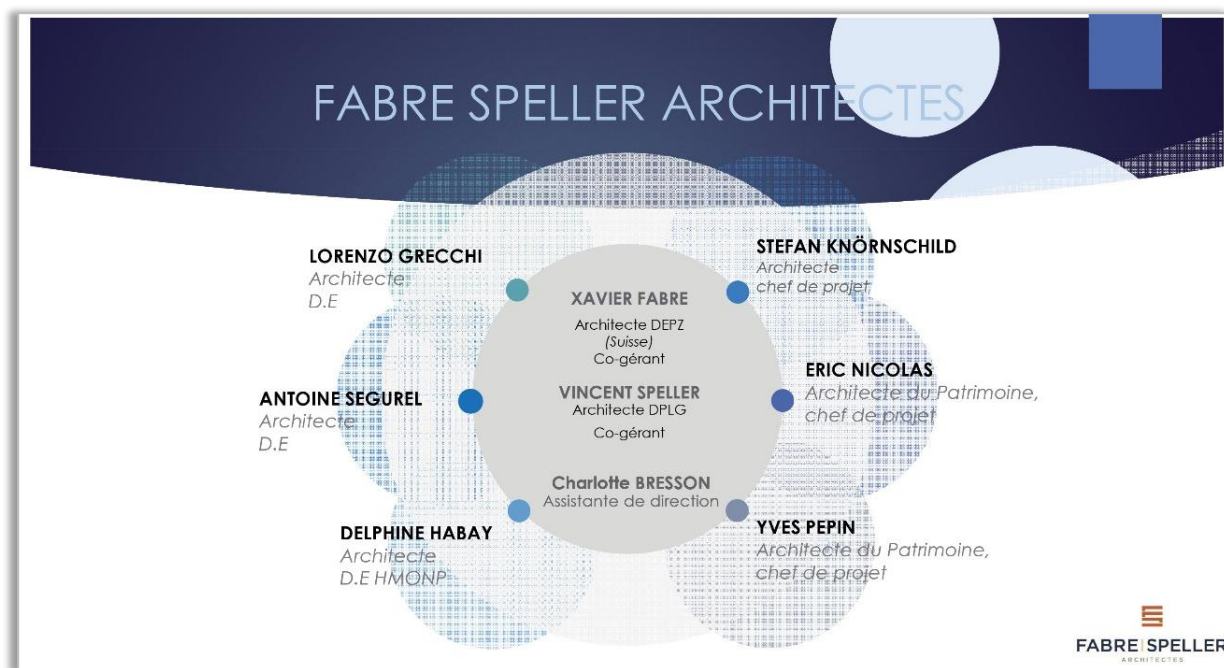 FABRE SPELLER ARCHITECTES
LORENZO GRECCHI
Architecte
D.E
ANTOINE SEGUREL
Architecte
D.E
DELPHINE HABAY
Architecte
D.E HMONP
XAVIER FABRE
Architecte DEPZ
(Suisse)
Co-gérant
VINCENT SPELLER
Architecte DPLG
Co-gérant
Charlotte BRESSON
Assistante de direction
STEFAN KNÖRNSCHILD
Architecte
chef de projet
ERIC NICOLAS
Architecte du Patrimoine,
chef de projet
YVES PEPIN
Architecte du Patrimoine,
chef de projet
FABRE|SPELLER
ARCHITECTES